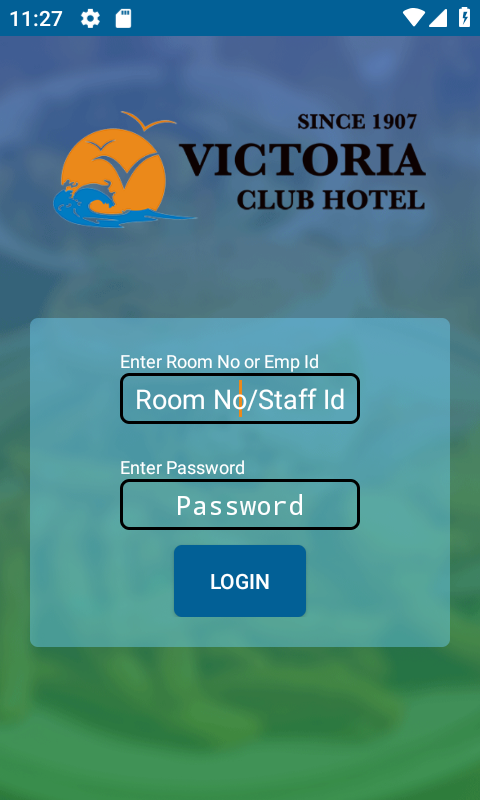 11:27
SINCE 1907
VICTORIA
CLUB HOTEL
Enter Room No or Emp Id
Room No/Staff Id
Enter Password
Password
LOGIN